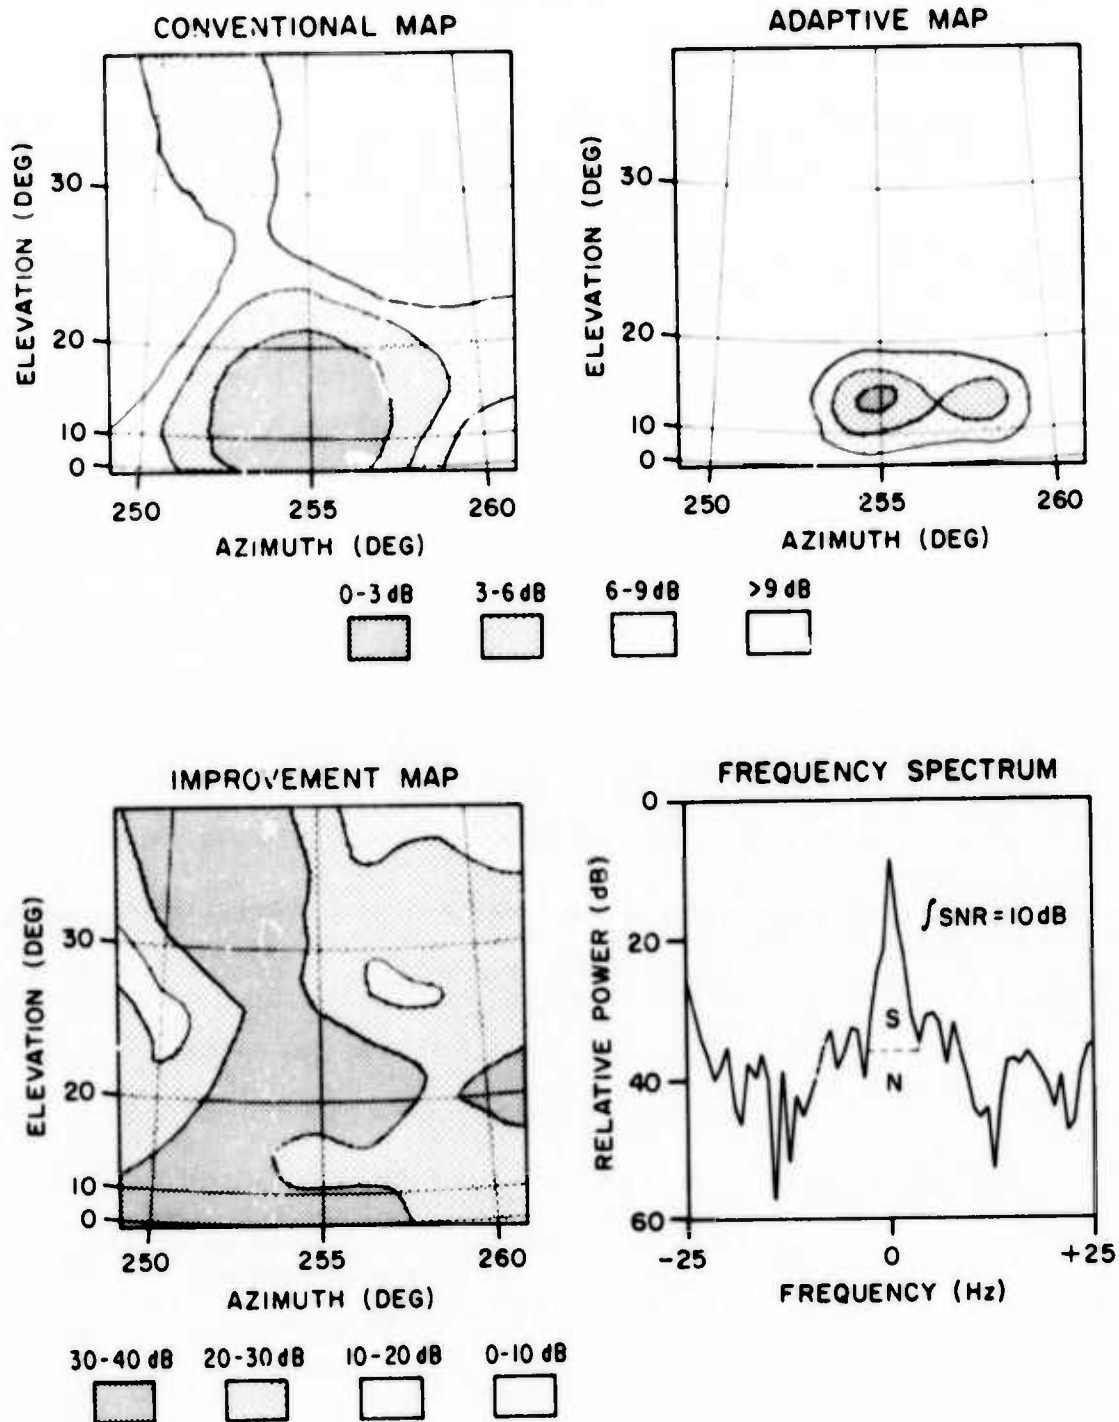 CONVENTIONAL MAP
ELEVATION (DEG)
30
20
10
0
250 255 260
AZIMUTH (DEG)
ADAPTIVE MAP
ELEVATION (DEG)
30
20
10
0
250 255 260
AZIMUTH (DEG)
0-3 dB 3-6 dB 6-9 dB >9 dB
IMPROVEMENT MAP
ELEVATION (DEG)
30
20
10
0
250 255 260
AZIMUTH (DEG)
30-40 dB 20-30 dB 10-20 dB 0-10 dB
FREQUENCY SPECTRUM
RELATIVE POWER (dB)
0
20
40
60
∫SNR = 10 dB
S
N
-25 0 +25
FREQUENCY (Hz)